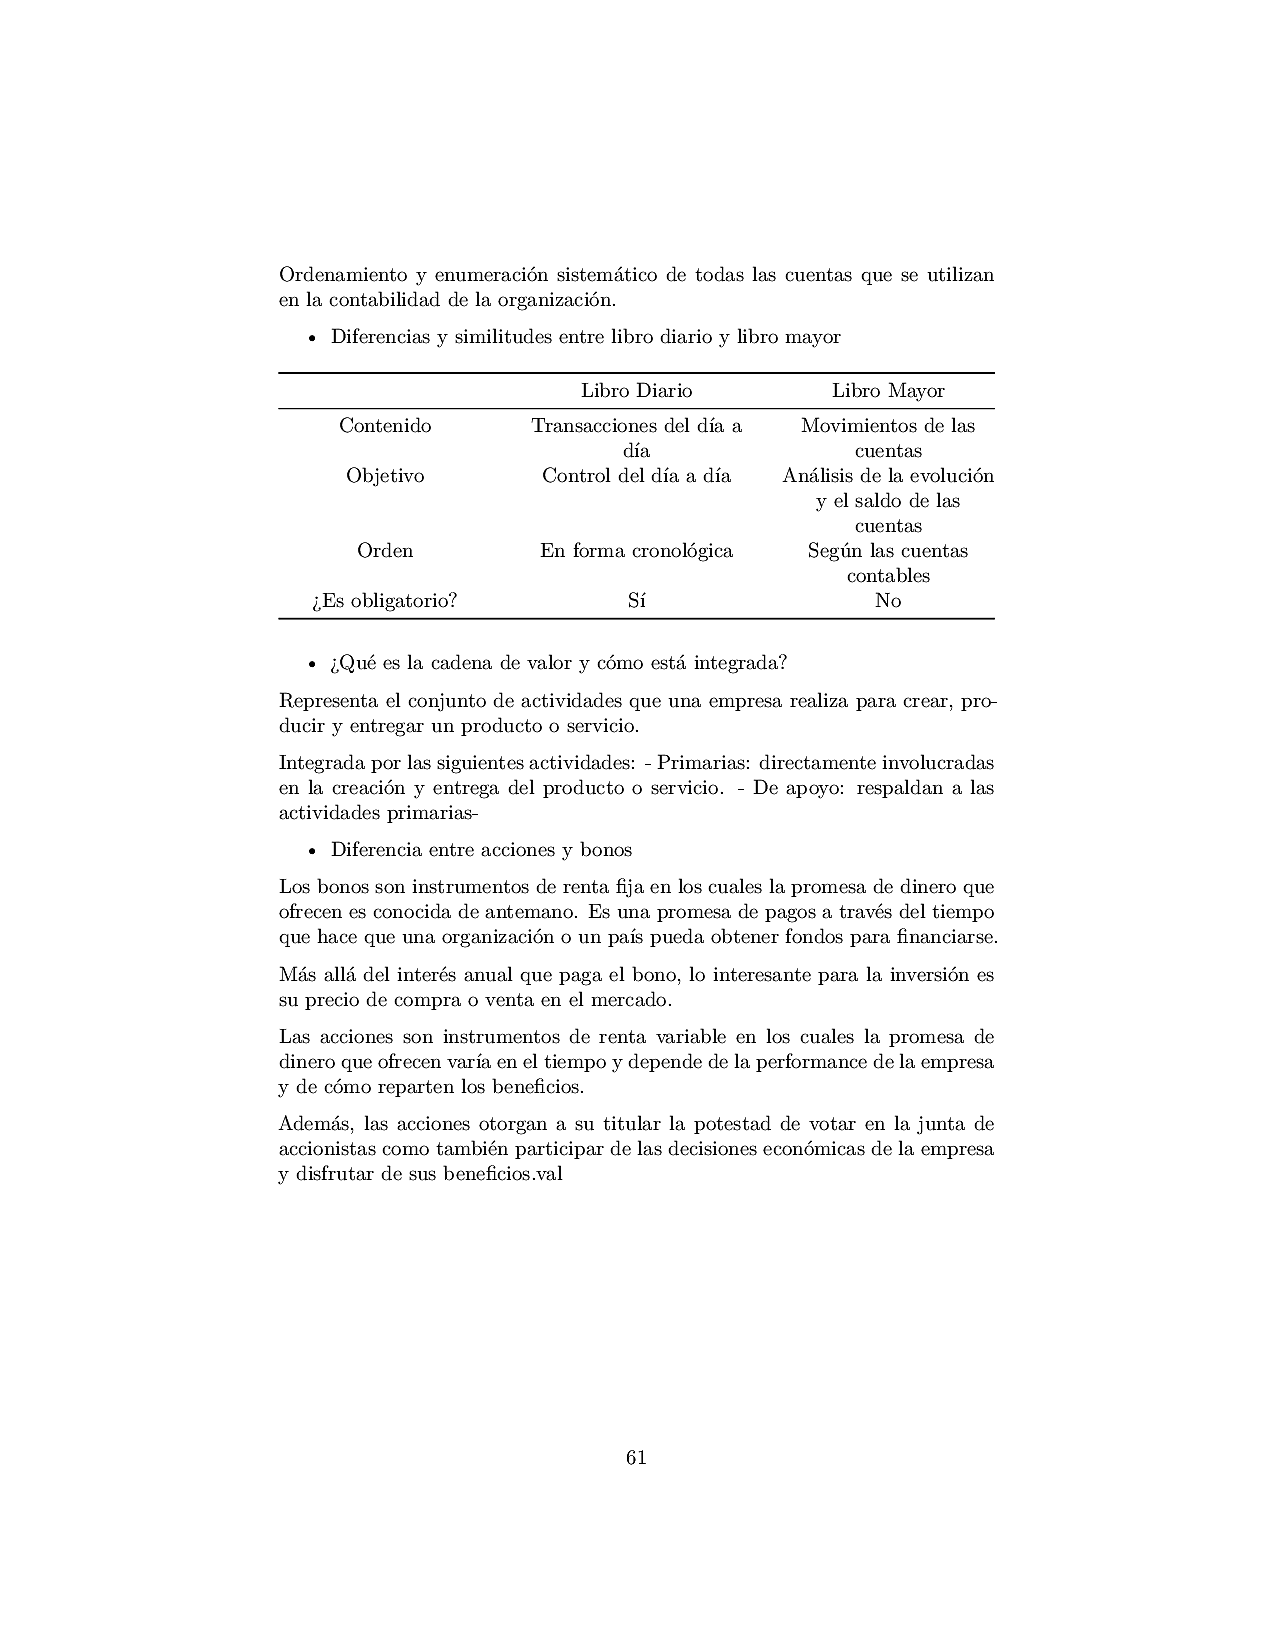 Ordenamiento y enumeración sistemático de todas las cuentas que se utilizan
en la contabilidad de la organización.
• Diferencias y similitudes entre libro diario y libro mayor
Libro Diario Libro Mayor
Contenido Transacciones del día a Movimientos de las
día cuentas
Objetivo Control del día a día Análisis de la evolución
y el saldo de las
cuentas
Orden En forma cronológica Según las cuentas
contables
¿Es obligatorio? Sí No
• ¿Qué es la cadena de valor y cómo está integrada?
Representa el conjunto de actividades que una empresa realiza para crear, pro-
ducir y entregar un producto o servicio.
Integrada por las siguientes actividades: - Primarias: directamente involucradas
en la creación y entrega del producto o servicio. - De apoyo: respaldan a las
actividades primarias-
• Diferencia entre acciones y bonos
Los bonos son instrumentos de renta fija en los cuales la promesa de dinero que
ofrecen es conocida de antemano. Es una promesa de pagos a través del tiempo
que hace que una organización o un país pueda obtener fondos para financiarse.
Más allá del interés anual que paga el bono, lo interesante para la inversión es
su precio de compra o venta en el mercado.
Las acciones son instrumentos de renta variable en los cuales la promesa de
dinero que ofrecen varía en el tiempo y depende de la performance de la empresa
y de cómo reparten los beneficios.
Además, las acciones otorgan a su titular la potestad de votar en la junta de
accionistas como también participar de las decisiones económicas de la empresa
y disfrutar de sus beneficios.val
61